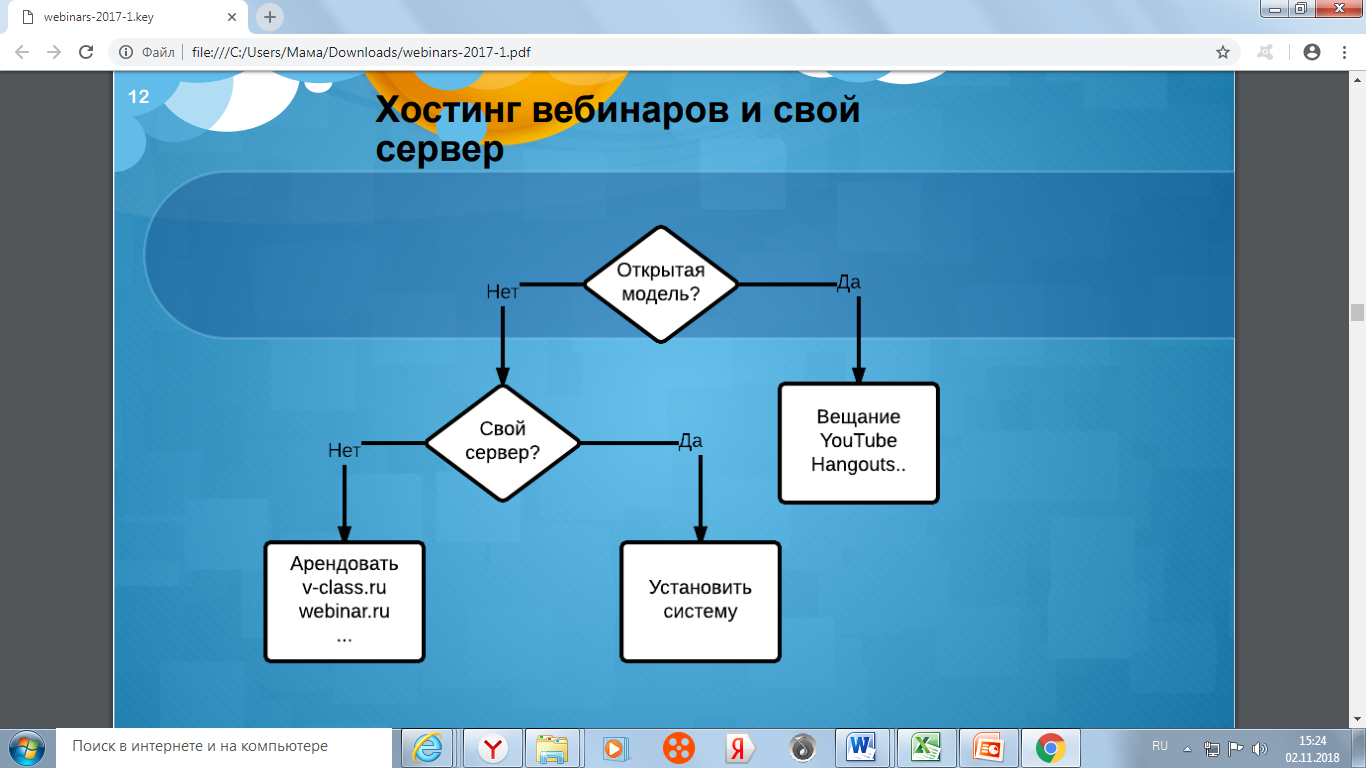 webinars-2017-1.key
Файл
file:///C:/Users/Мама/Downloads/webinars-2017-1.pdf
12
Хостинг вебинаров и свой
сервер
Открытая
модель?
Нет
Да
Свой
сервер?
Вещание
YouTube
Hangouts..
Нет
Да
Арендовать
v-class.ru
webinar.ru
...
Установить
систему
Поиск в интернете и на компьютере
RU
15:24
02.11.2018